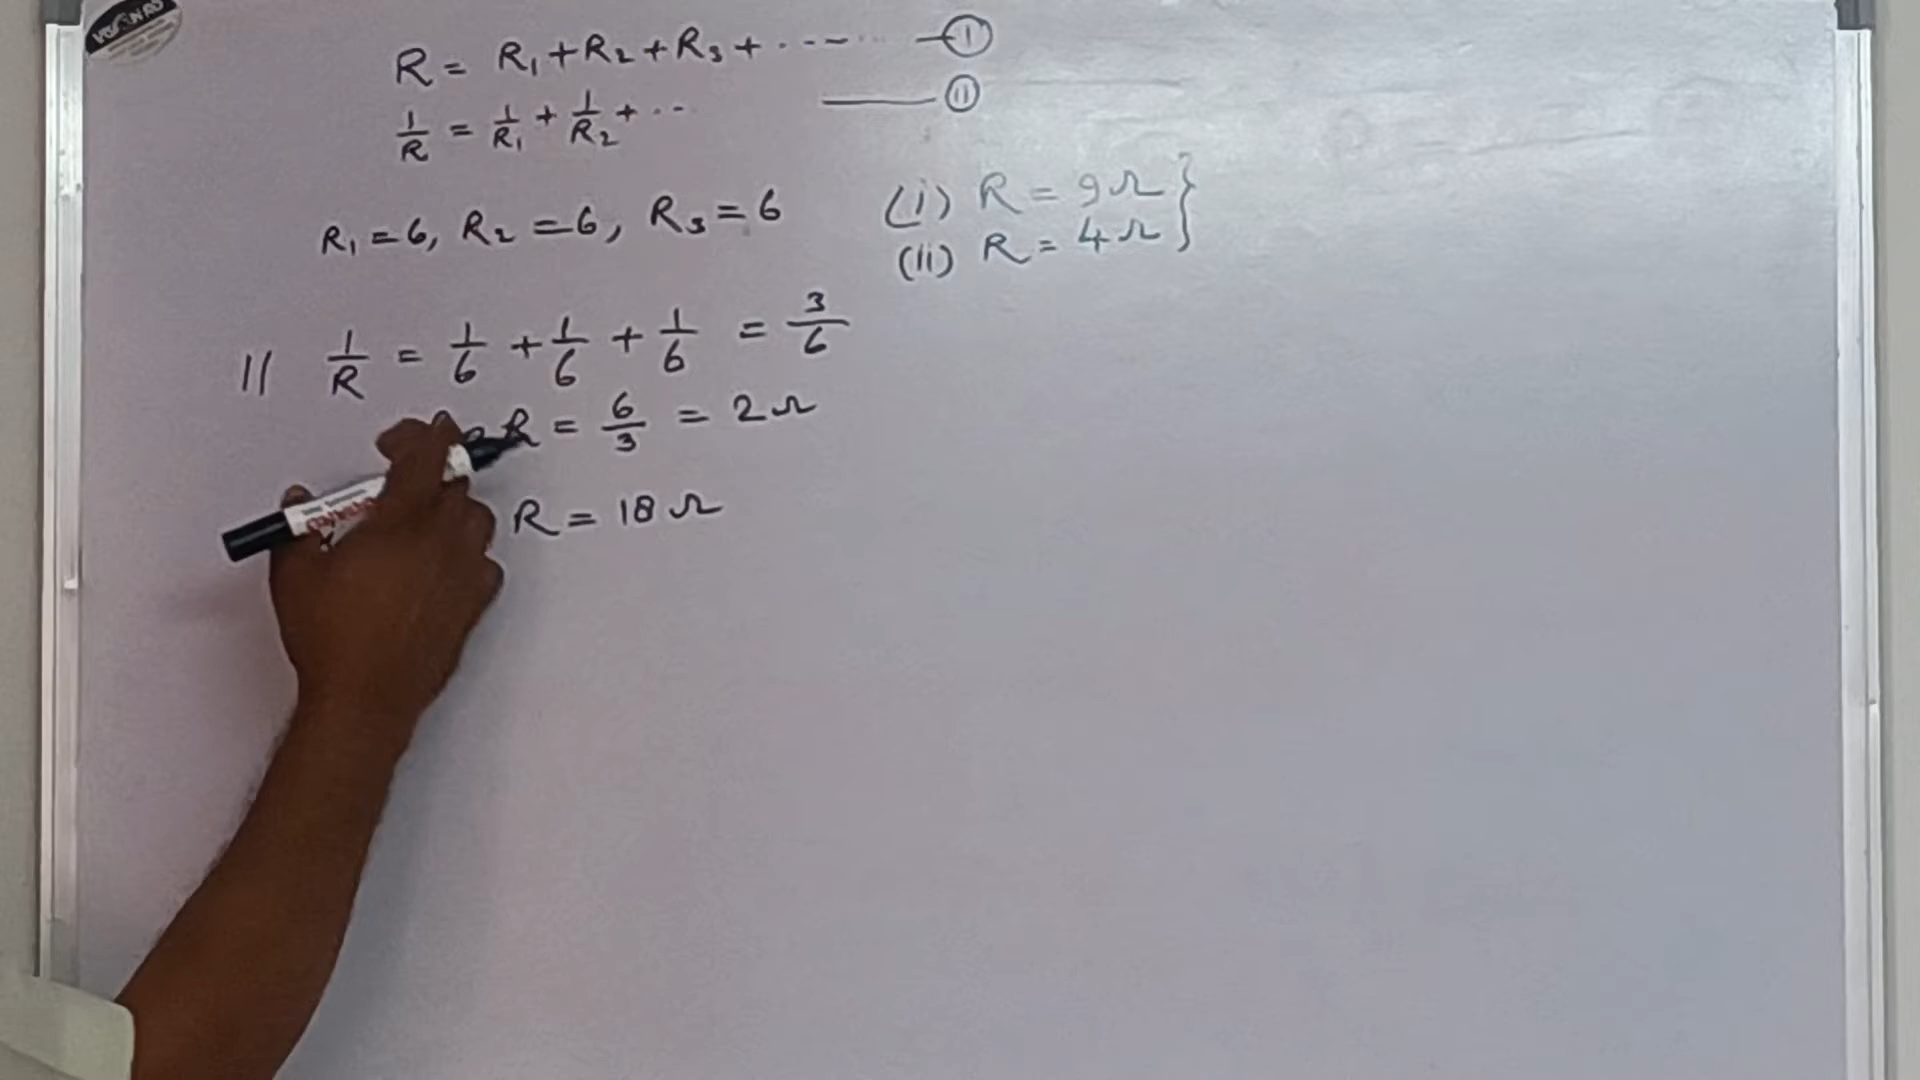 R = R₁ + R₂ + R₃ + ...... —(I)
1/R = 1/R₁ + 1/R₂ + .. —(II)
R₁ = 6, R₂ = 6, R₃ = 6
(i) R = 9Ω }
(ii) R = 4Ω
|| 1/R = 1/6 + 1/6 + 1/6 = 3/6
R = 6/3 = 2Ω
R = 18Ω